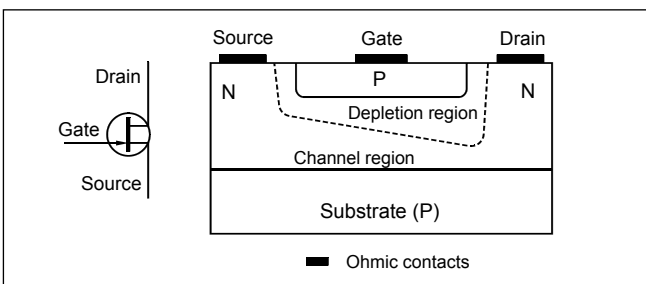 Source Gate Drain
Drain
P
N N
Gate
Depletion region
Channel region
Source
Substrate (P)
Ohmic contacts